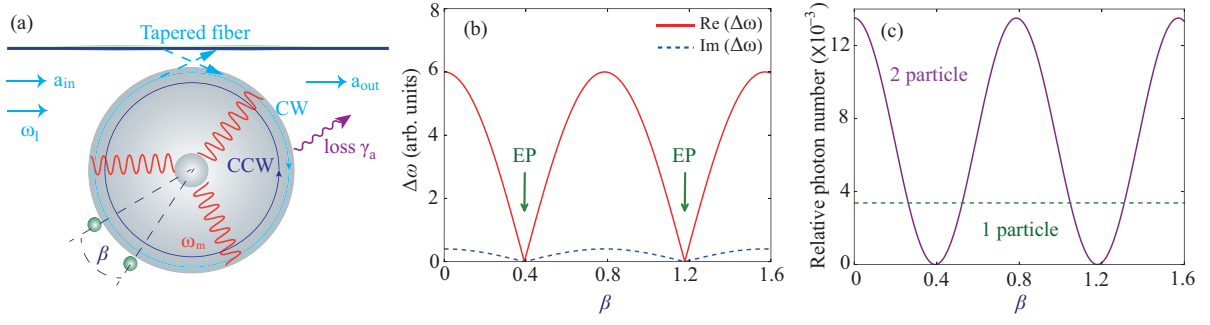 (a)
Tapered fiber
a_in
a_out
ω_l
CW
loss γ_a
CCW
ω_m
β
(b)
Re (Δω)
Im (Δω)
Δω (arb. units)
8
6
4
2
0
EP
EP
0
0.4
0.8
1.2
1.6
β
(c)
Relative photon number (×10⁻³)
12
8
4
0
2 particle
1 particle
0
0.4
0.8
1.2
1.6
β